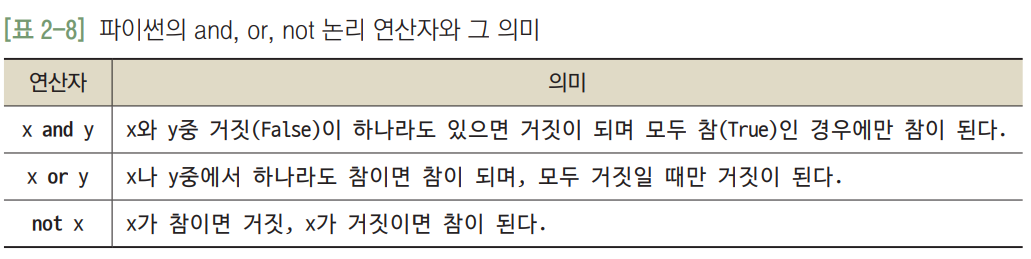 [표 2-8] 파이썬의 and, or, not 논리 연산자와 그 의미
연산자 의미
x and y x와 y중 거짓(False)이 하나라도 있으면 거짓이 되며 모두 참(True)인 경우에만 참이 된다.
x or y x나 y중에서 하나라도 참이면 참이 되며, 모두 거짓일 때만 거짓이 된다.
not x x가 참이면 거짓, x가 거짓이면 참이 된다.